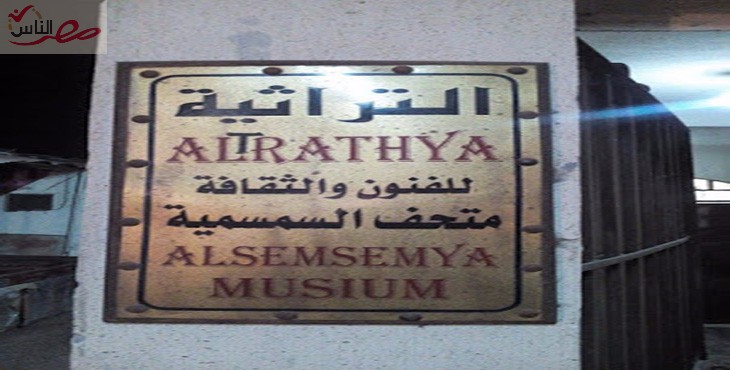 مصر الناس
التراثية
ALTRATHYA
للفنون والثقافة
متحف السمسمية
ALSEMSEMYA
MUSIUM